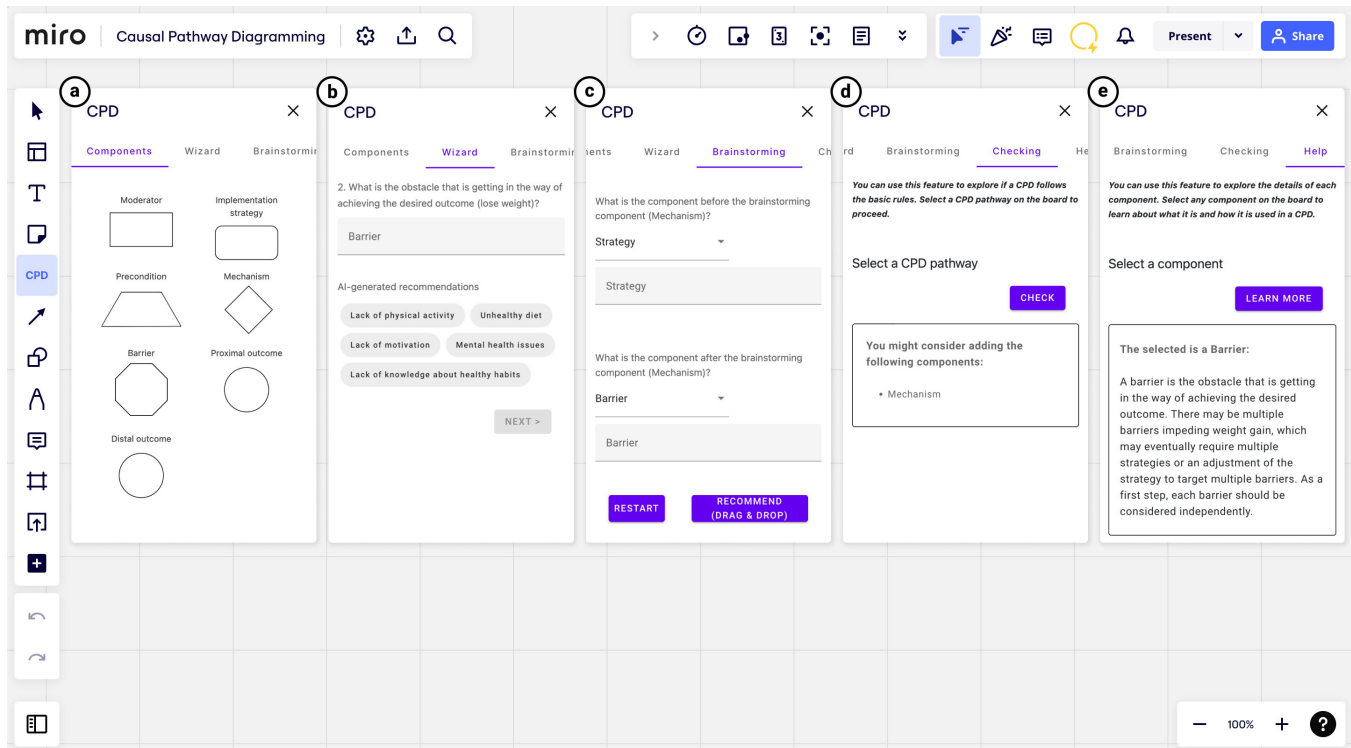 miro
Causal Pathway Diagramming
3
Present
Share
CPD
a
CPD
Components Wizard Brainstormin
Moderator
Implementation
strategy
Precondition
Mechanism
Barrier
Proximal outcome
Distal outcome
b
CPD
Components Wizard Brainstormin
2. What is the obstacle that is getting in the way of
achieving the desired outcome (lose weight)?
Barrier
AI-generated recommendations
Lack of physical activity
Unhealthy diet
Lack of motivation
Mental health issues
Lack of knowledge about healthy habits
NEXT >
c
CPD
nents Wizard Brainstorming Ch
What is the component before the brainstorming
component (Mechanism)?
Strategy
Strategy
What is the component after the brainstorming
component (Mechanism)?
Barrier
Barrier
RESTART
RECOMMEND
(DRAG & DROP)
d
CPD
rd Brainstorming Checking He
You can use this feature to explore if a CPD follows
the basic rules. Select a CPD pathway on the board to
proceed.
Select a CPD pathway
CHECK
You might consider adding the
following components:
• Mechanism
e
CPD
Brainstorming Checking Help
You can use this feature to explore the details of each
component. Select any component on the board to
learn about what it is and how it is used in a CPD.
Select a component
LEARN MORE
The selected is a Barrier:
A barrier is the obstacle that is getting
in the way of achieving the desired
outcome. There may be multiple
barriers impeding weight gain, which
may eventually require multiple
strategies or an adjustment of the
strategy to target multiple barriers. As a
first step, each barrier should be
considered independently.
100%
?